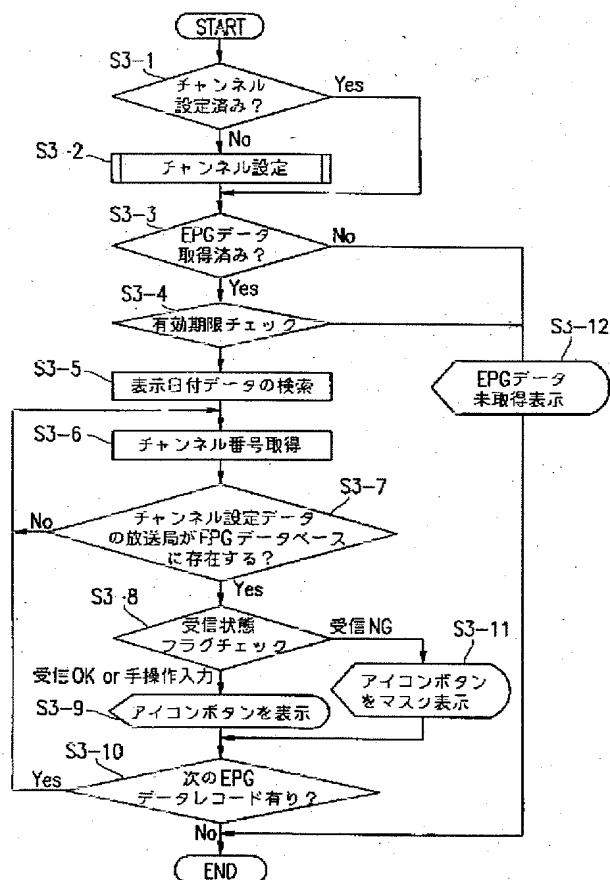 START
S3-1
チャンネル
設定済み?
Yes
No
S3-2
チャンネル設定
S3-3
EPGデータ
取得済み?
No
Yes
S3-4
有効期限チェック
S3-12
EPGデータ
未取得表示
S3-5
表示日付データの検索
S3-6
チャンネル番号取得
S3-7
No
チャンネル設定データ
の放送局がEPGデータベース
に存在する?
Yes
S3-8
受信状態
フラグチェック
受信NG
S3-11
受信OK or 手操作入力
アイコンボタン
をマスク表示
S3-9
アイコンボタンを表示
S3-10
Yes
次のEPG
データレコード有り?
No
END